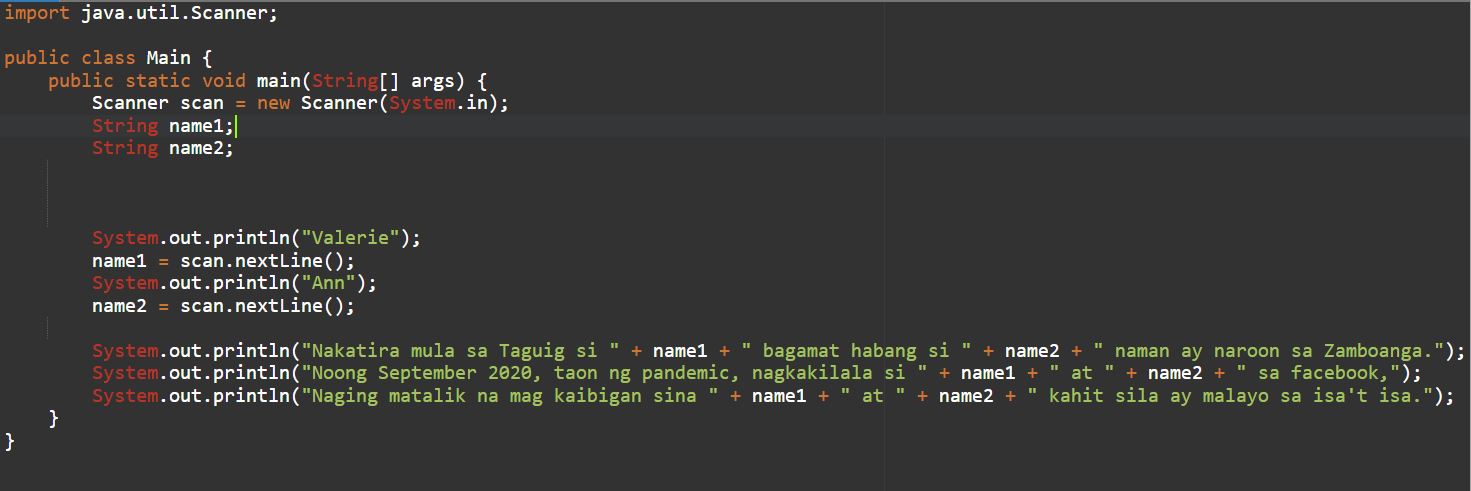 import java.util.Scanner;
public class Main {
public static void main(String[] args) {
Scanner scan = new Scanner(System.in);
String name1;
String name2;
System.out.println("Valerie");
name1 = scan.nextLine();
System.out.println("Ann");
name2 = scan.nextLine();
System.out.println("Nakatira mula sa Taguig si " + name1 + " bagamat habang si " + name2 + " naman ay naroon sa Zamboanga.");
System.out.println("Noong September 2020, taon ng pandemic, nagkakilala si " + name1 + " at " + name2 + " sa facebook,");
System.out.println("Naging matalik na mag kaibigan sina " + name1 + " at " + name2 + " kahit sila ay malayo sa isa't isa.");
}
}